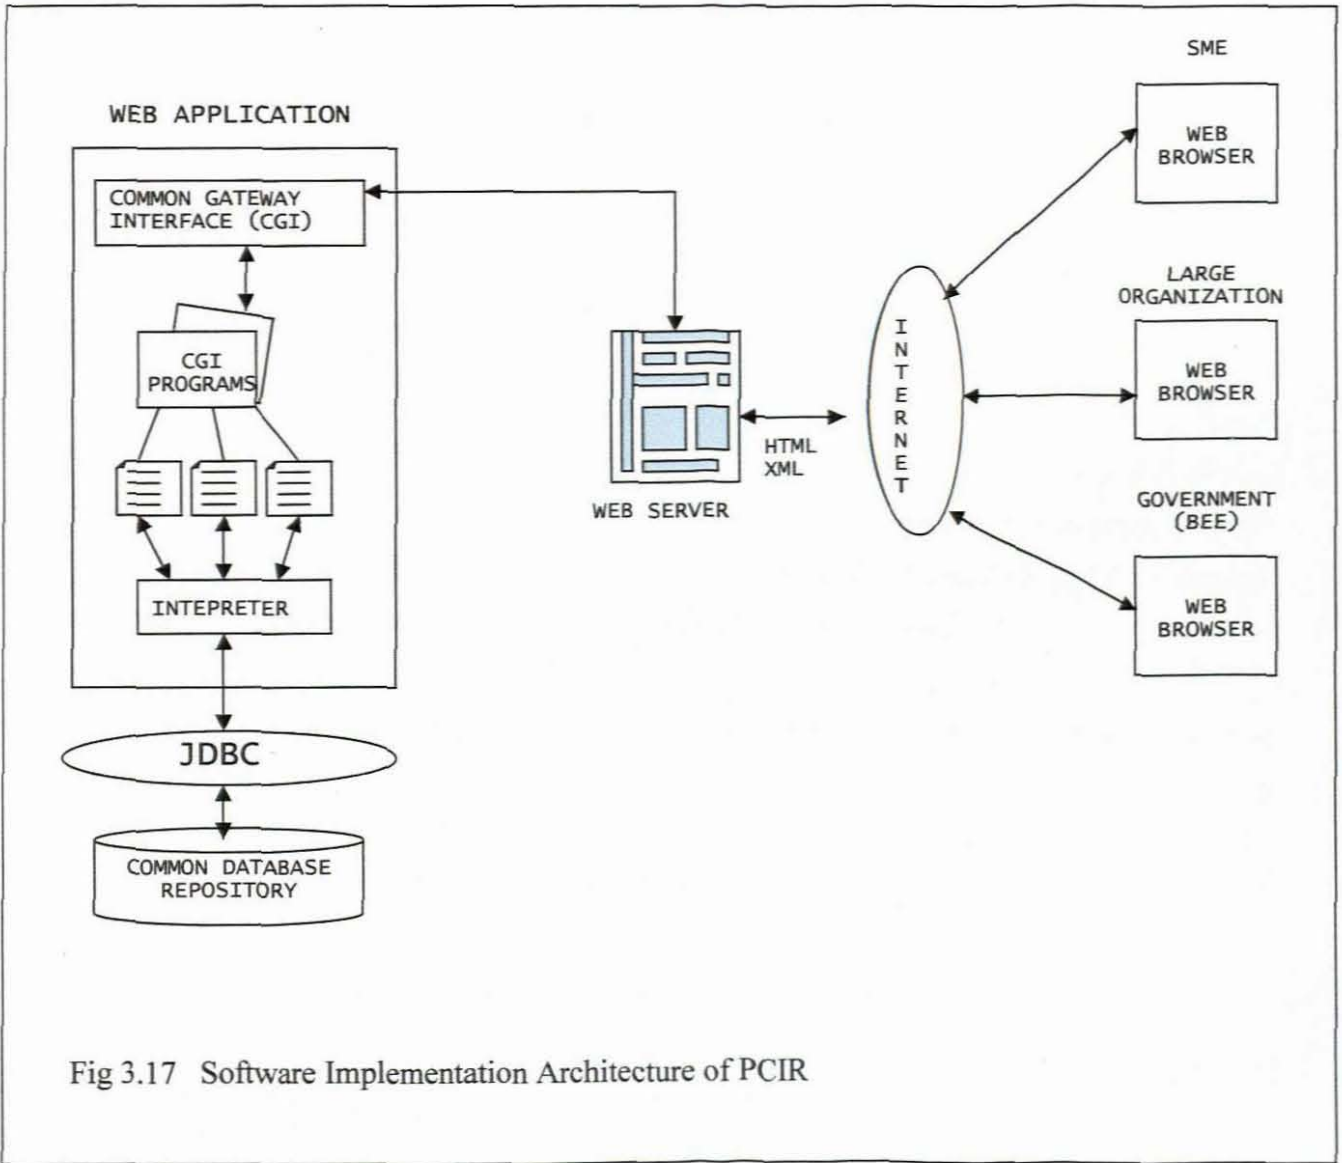 SME
WEB APPLICATION
WEB
BROWSER
COMMON GATEWAY
INTERFACE (CGI)
LARGE
ORGANIZATION
CGI
PROGRAMS
INTERNET
WEB
BROWSER
HTML
XML
WEB SERVER
GOVERNMENT
(BEE)
INTEPRETER
WEB
BROWSER
JDBC
COMMON DATABASE
REPOSITORY
Fig 3.17 Software Implementation Architecture of PCIR